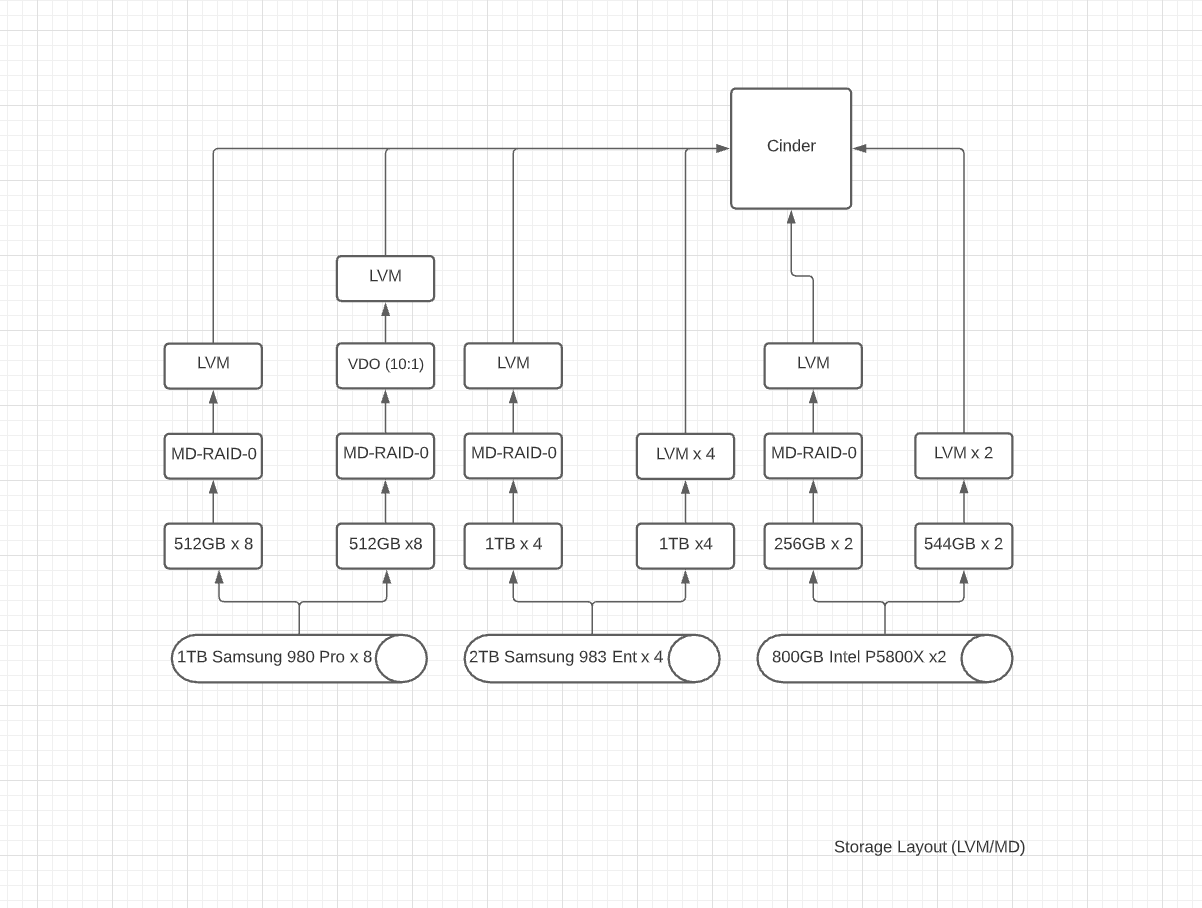 Cinder
LVM
LVM
VDO (10:1)
LVM
LVM
MD-RAID-0
MD-RAID-0
MD-RAID-0
LVM x 4
MD-RAID-0
LVM x 2
512GB x 8
512GB x8
1TB x 4
1TB x4
256GB x 2
544GB x 2
1TB Samsung 980 Pro x 8
2TB Samsung 983 Ent x 4
800GB Intel P5800X x2
Storage Layout (LVM/MD)